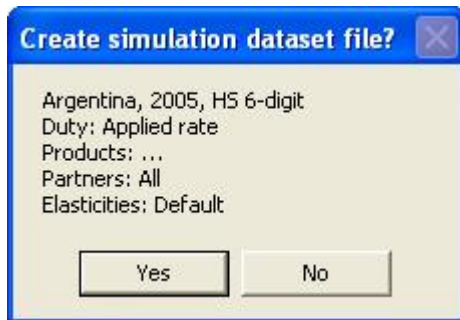 Create simulation dataset file?
Argentina, 2005, HS 6-digit
Duty: Applied rate
Products: ...
Partners: All
Elasticities: Default
Yes
No